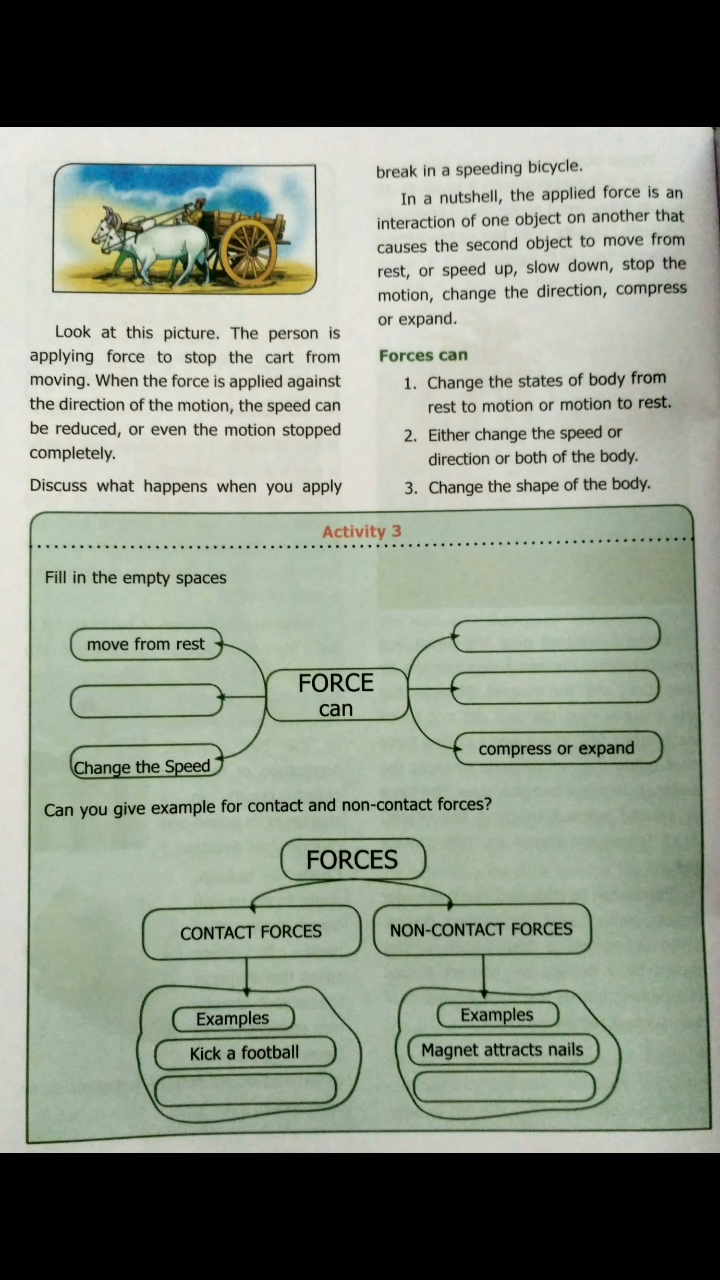 Look at this picture. The person is
applying force to stop the cart from
moving. When the force is applied against
the direction of the motion, the speed can
be reduced, or even the motion stopped
completely.
Discuss what happens when you apply
break in a speeding bicycle.
In a nutshell, the applied force is an
interaction of one object on another that
causes the second object to move from
rest, or speed up, slow down, stop the
motion, change the direction, compress
or expand.
Forces can
1. Change the states of body from
rest to motion or motion to rest.
2. Either change the speed or
direction or both of the body.
3. Change the shape of the body.
Activity 3
Fill in the empty spaces
move from rest
Change the Speed
FORCE
can
compress or expand
Can you give example for contact and non-contact forces?
FORCES
CONTACT FORCES
NON-CONTACT FORCES
Examples
Kick a football
Examples
Magnet attracts nails